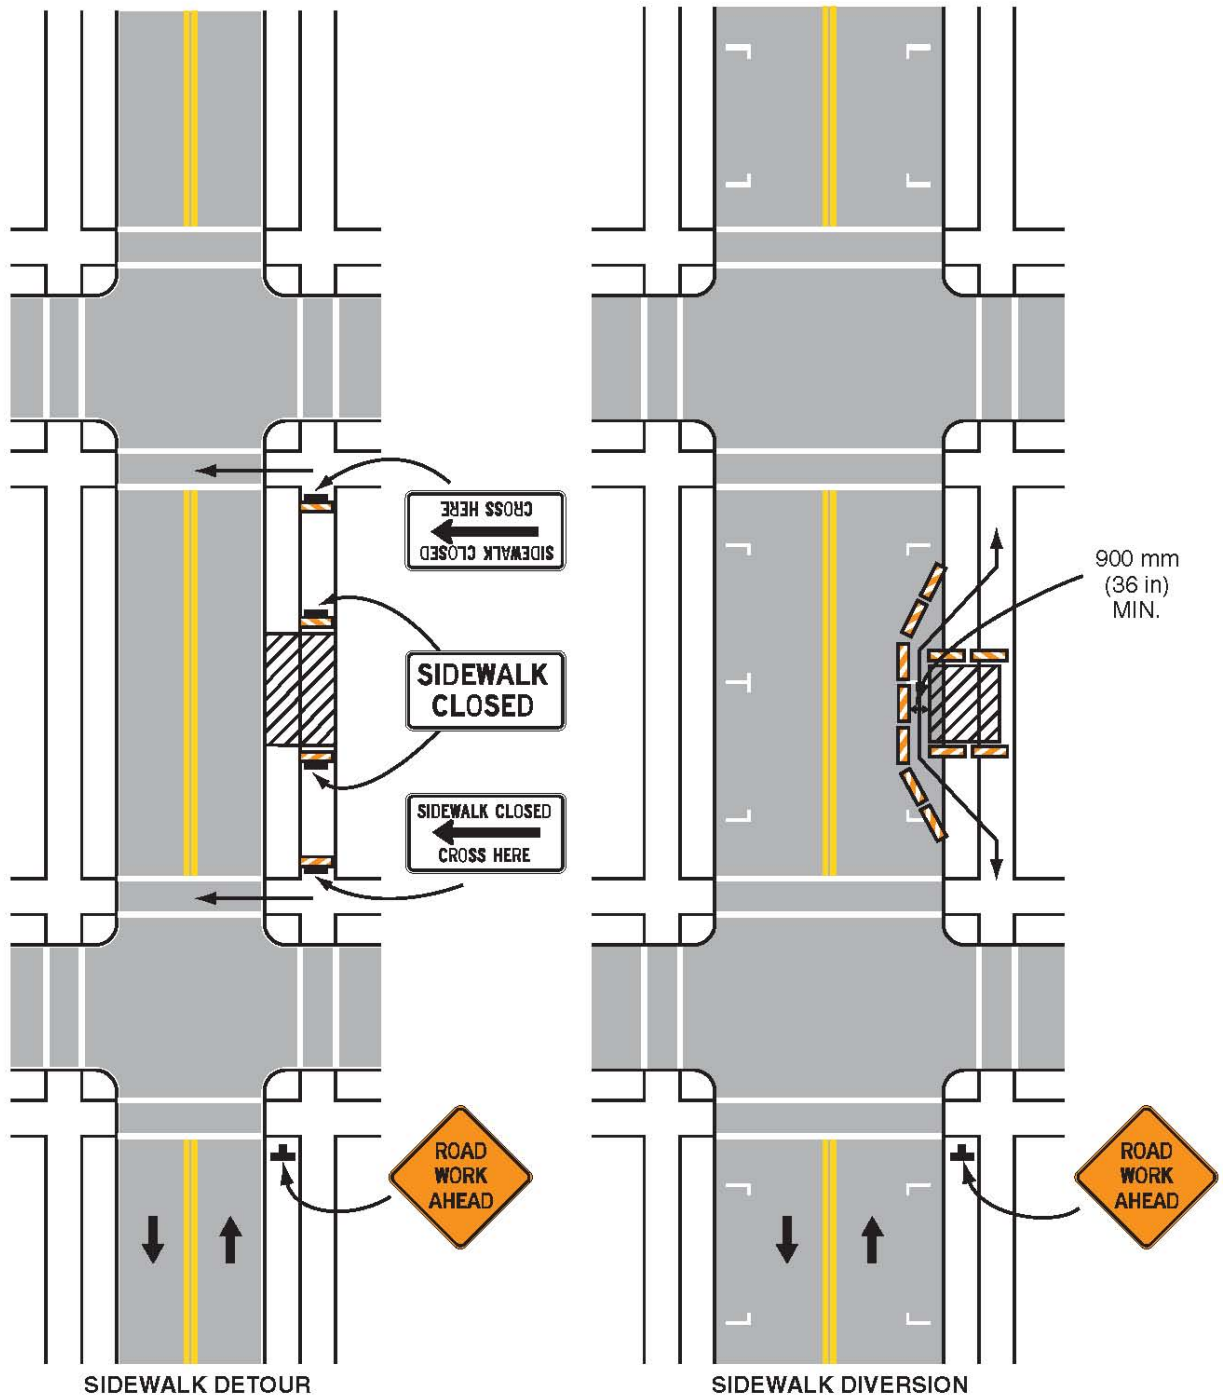 CROSS HERE
SIDEWALK CLOSED
SIDEWALK
CLOSED
SIDEWALK CLOSED
CROSS HERE
900 mm
(36 in)
MIN.
ROAD
WORK
AHEAD
ROAD
WORK
AHEAD
SIDEWALK DETOUR
SIDEWALK DIVERSION